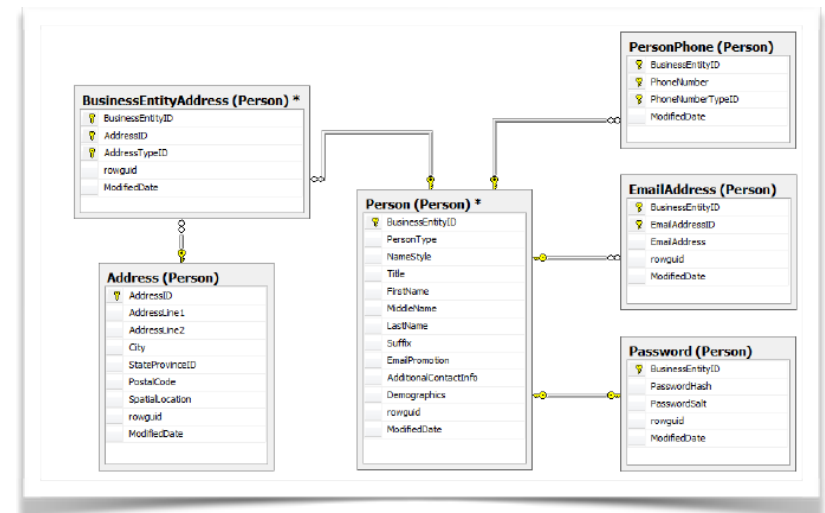 BusinessEntityAddress (Person) *
BusinessEntityID
AddressID
AddressTypeID
rowguid
ModifiedDate
Address (Person)
AddressID
AddressLine1
AddressLine2
City
StateProvinceID
PostalCode
SpatialLocation
rowguid
ModifiedDate
Person (Person) *
BusinessEntityID
PersonType
NameStyle
Title
FirstName
MiddleName
LastName
Suffix
EmailPromotion
AdditionalContactInfo
Demographics
rowguid
ModifiedDate
PersonPhone (Person)
BusinessEntityID
PhoneNumber
PhoneNumberTypeID
ModifiedDate
EmailAddress (Person)
BusinessEntityID
EmailAddressID
EmailAddress
rowguid
ModifiedDate
Password (Person)
BusinessEntityID
PasswordHash
PasswordSalt
rowguid
ModifiedDate